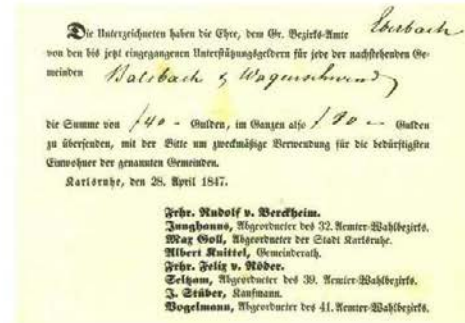 Die Unterzeichneten haben die Ehre, dem Gr. Bezirks-Amte Eberbach
von den bis jetzt eingegangenen Unterstützungsgeldern für jede der nachstehenden Ge-
meinden Balsbach & Wagenschwend
die Summe von f 40 - Gulden, im Ganzen also f 80 - Gulden
zu übersenden, mit der Bitte um zweckmäßige Verwendung für die bedürftigsten
Einwohner der genannten Gemeinden.
Karlsruhe, den 28. April 1847.
Frhr. Rudolf v. Berckheim.
Junghanns, Abgeordneter des 32. Aemter-Wahlbezirks.
Max Goll, Abgeordneter der Stadt Karlsruhe.
Albert Knittel, Gemeinderath.
Frhr. Felix v. Röder.
Seltzam, Abgeordneter des 39. Aemter-Wahlbezirks.
J. Stüber, Kaufmann.
Vogelmann, Abgeordneter des 41. Aemter-Wahlbezirks.